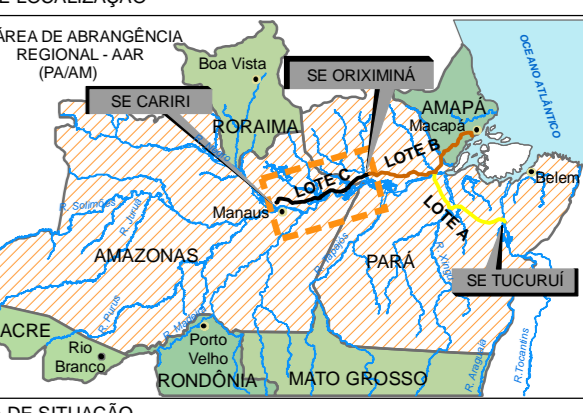 E LOCALIZAÇÃO
ÁREA DE ABRANGÊNCIA
REGIONAL - AAR
(PA/AM)
Boa Vista
SE ORIXIMINÁ
OCEANO ATLÂNTICO
SE CARIRI
RORAIMA
AMAPÁ
Macapá
LOTE C
LOTE B
Belem
R. Solimões
R. Juruá
Manaus
LOTE A
AMAZONAS
R. Tapajós
PARÁ
R. Xingu
SE TUCURUÍ
R. Purus
R. Madeira
ACRE
Rio
Branco
Porto
Velho
RONDÔNIA
MATO GROSSO
R. Araguaia
R. Tocantins
DE SITUAÇÃO